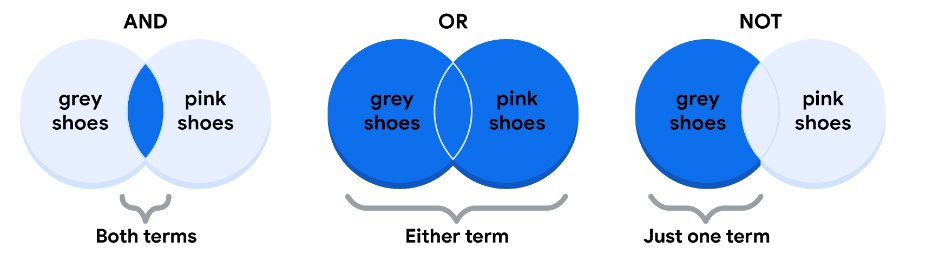 AND
grey
shoes
pink
shoes
Both terms
OR
grey
shoes
pink
shoes
Either term
NOT
grey
shoes
pink
shoes
Just one term